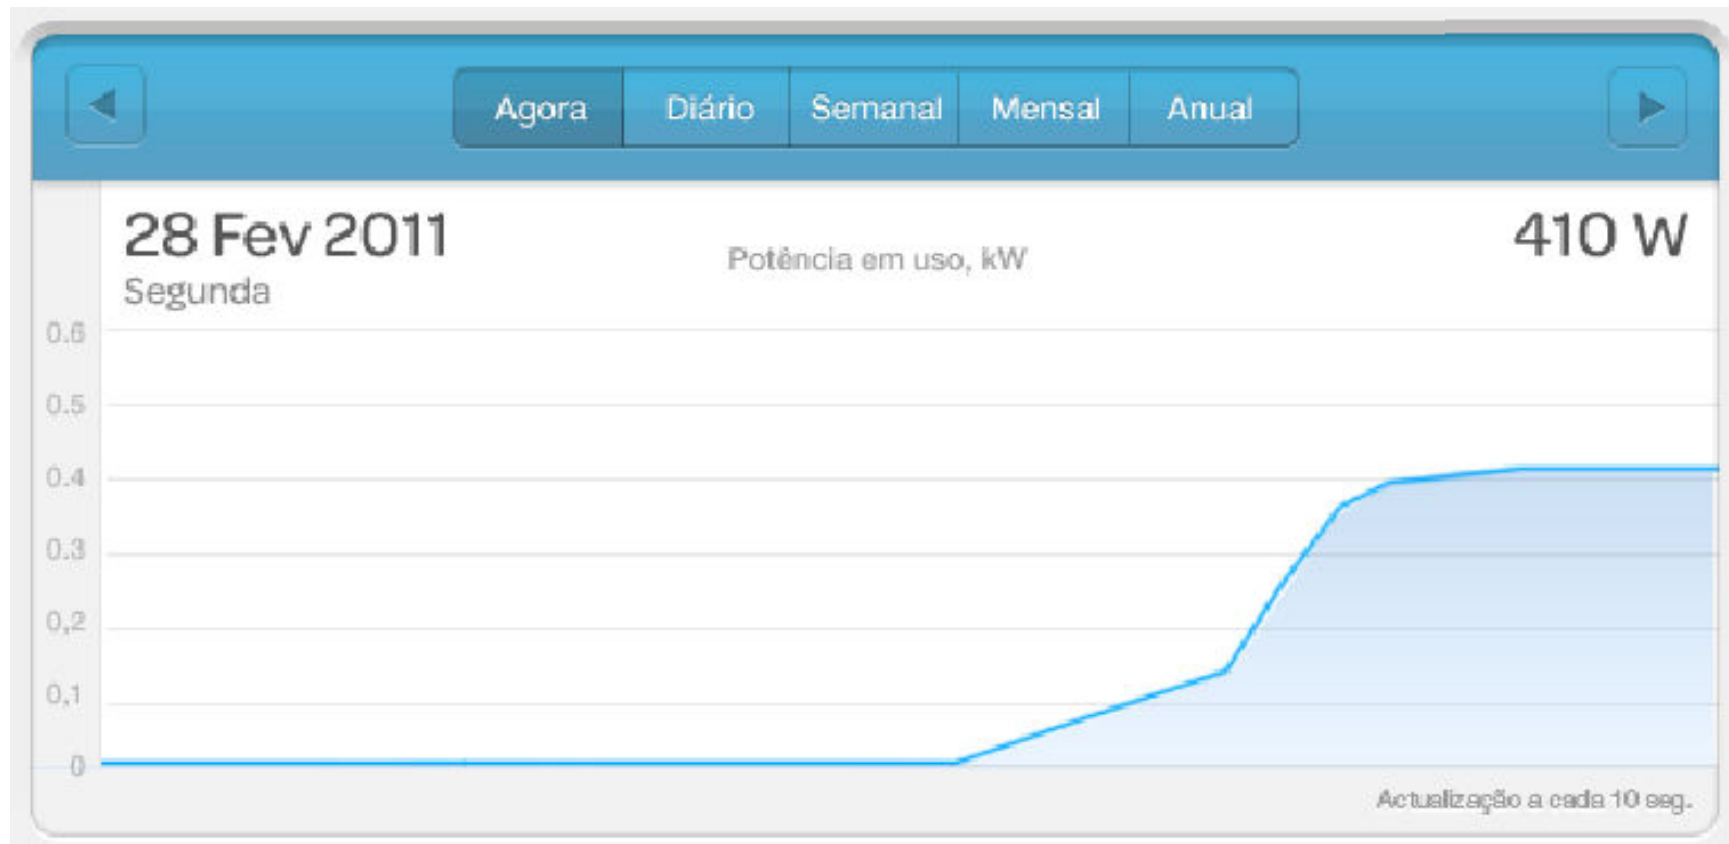 Agora Diário Semanal Mensal Anual
28 Fev 2011
Segunda
Potência em uso, kW
410 W
0.6
0.5
0.4
0.3
0,2
0,1
0
Actualização a cada 10 seg.